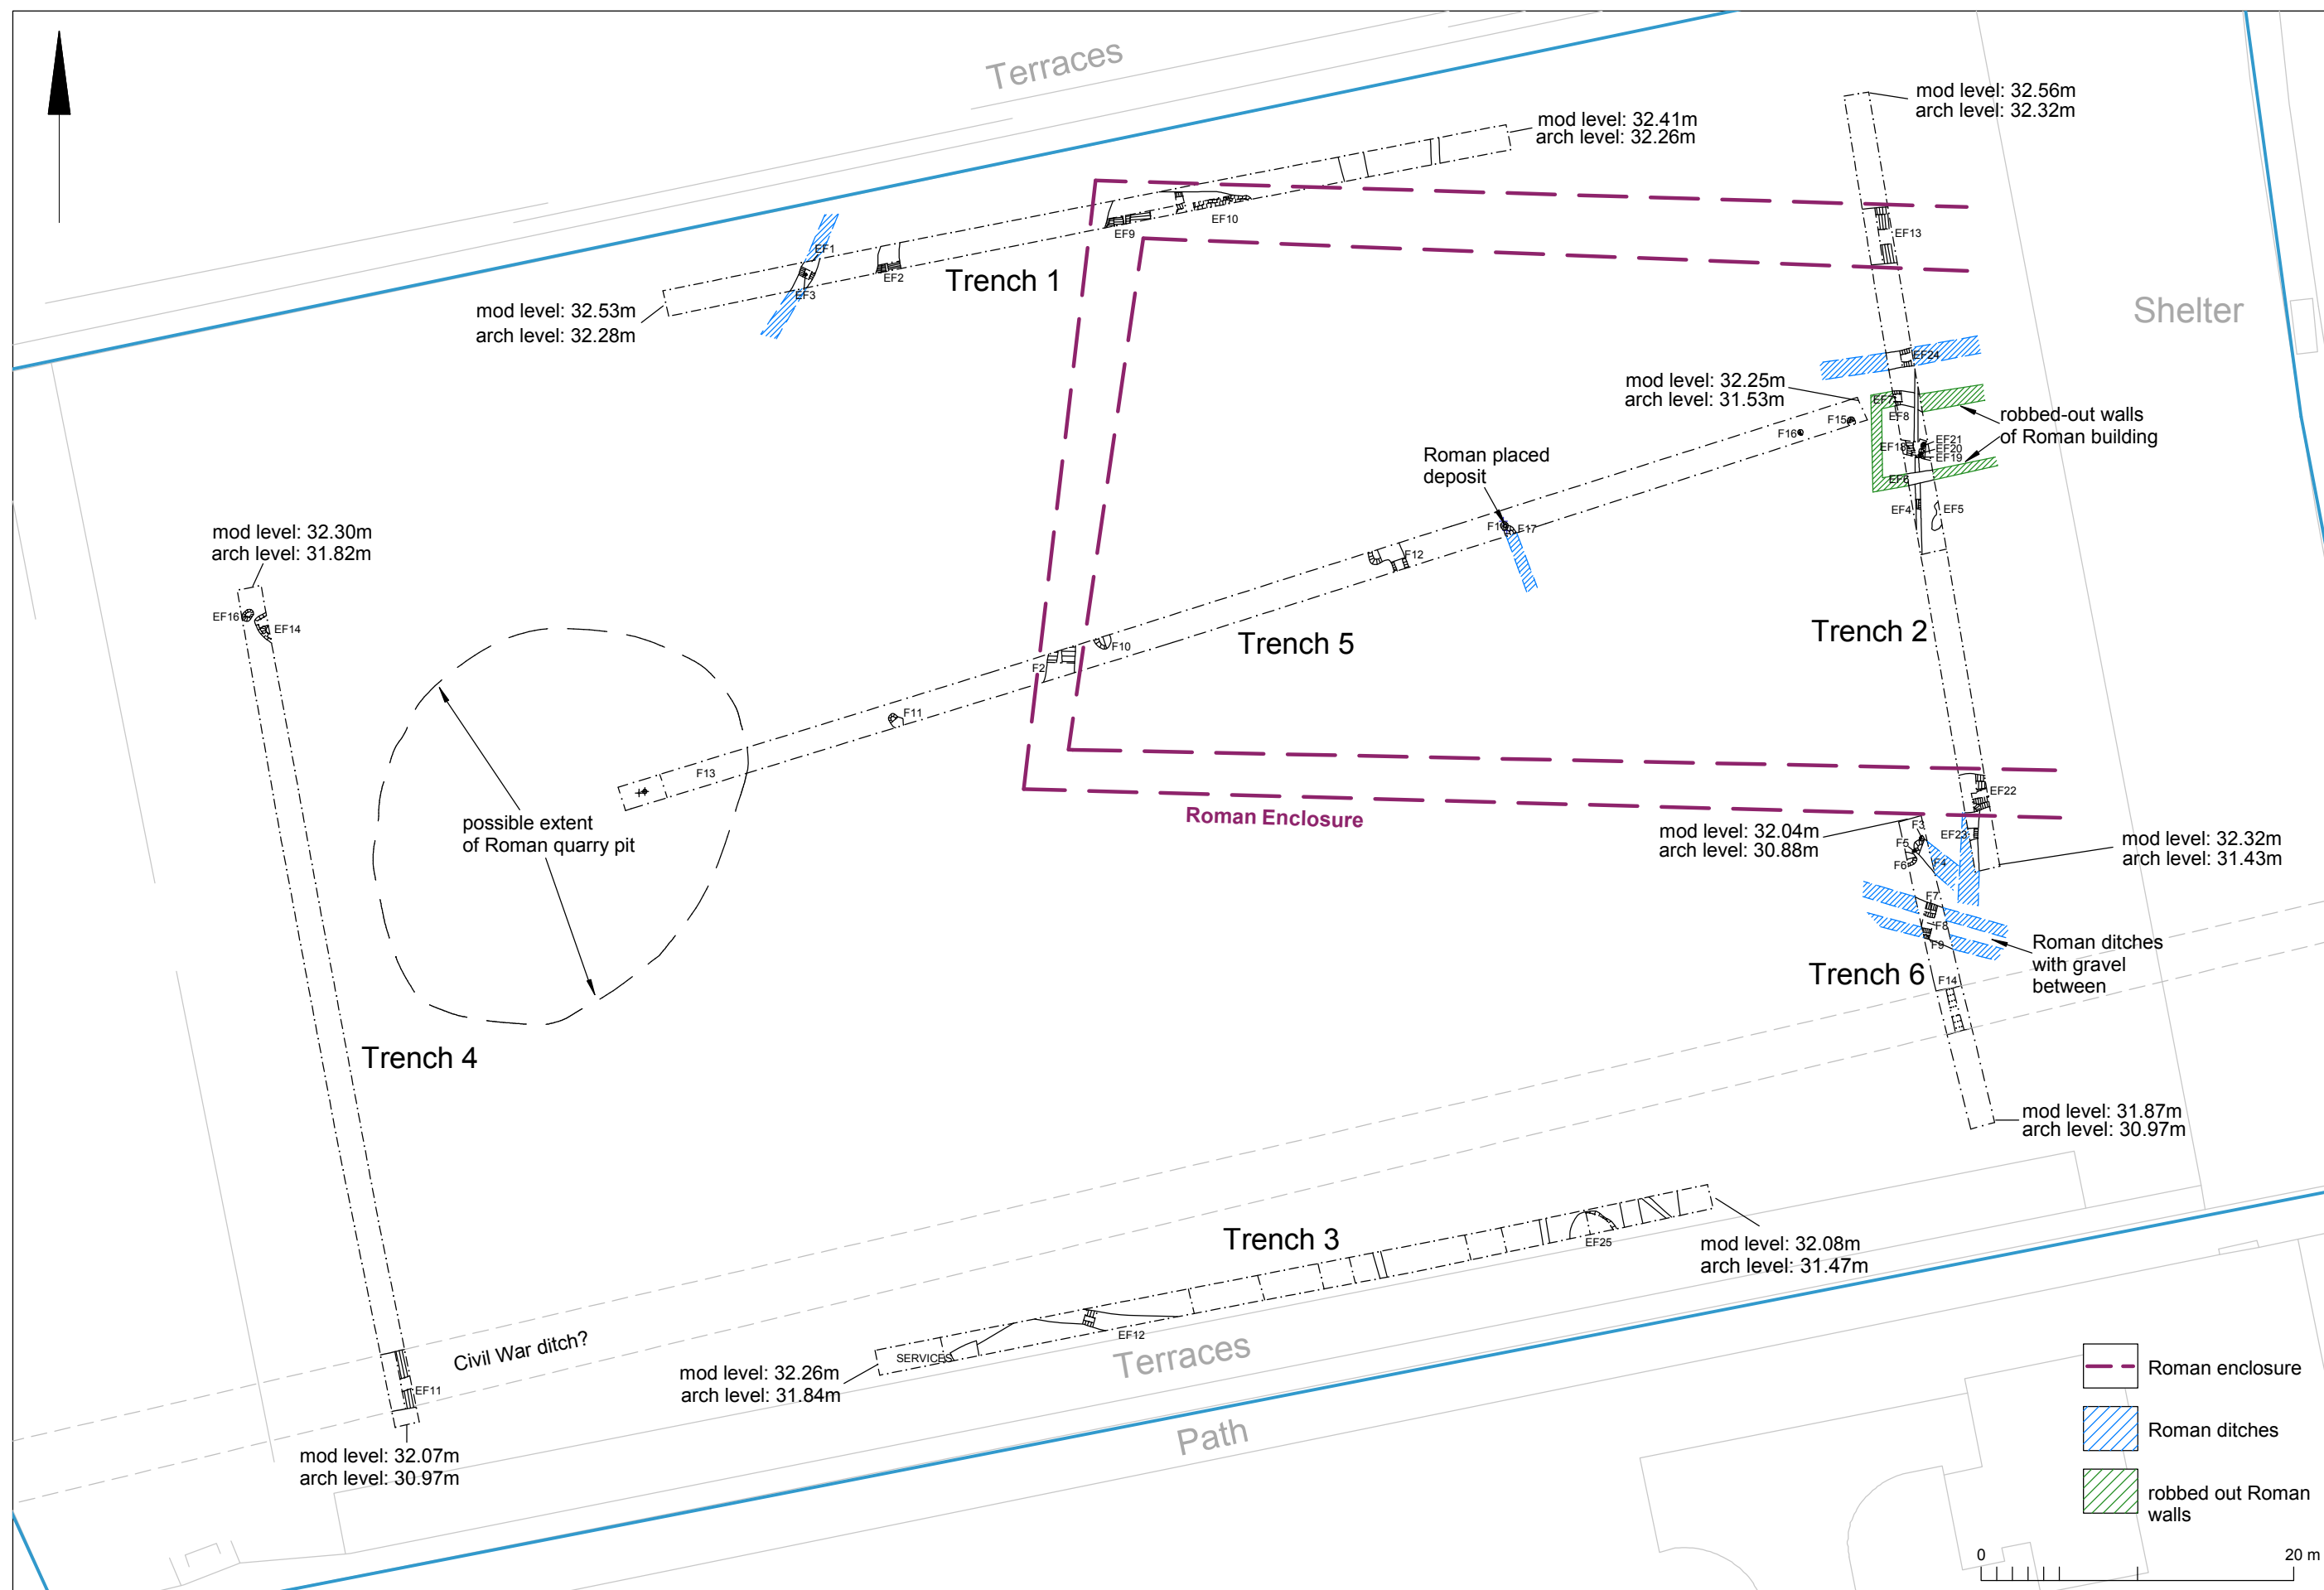 Terraces
mod level: 32.56m
arch level: 32.32m
mod level: 32.41m
arch level: 32.26m
EF10
EF9
EF13
EF1
EF2
EF3
Trench 1
mod level: 32.53m
arch level: 32.28m
Shelter
EF24
mod level: 32.25m
arch level: 31.53m
EF7
EF8
robbed-out walls
of Roman building
F15
F16
EF18
EF21
EF20
EF19
EF6
EF4
EF5
Roman placed
deposit
F17
F12
mod level: 32.30m
arch level: 31.82m
EF16
EF14
Trench 2
Trench 5
F10
F2
F11
F13
possible extent
of Roman quarry pit
Roman Enclosure
EF22
mod level: 32.04m
arch level: 30.88m
F3
F5
F6
F4
EF23
mod level: 32.32m
arch level: 31.43m
F7
F8
F9
Roman ditches
with gravel
between
Trench 6
F14
Trench 4
mod level: 31.87m
arch level: 30.97m
Trench 3
EF25
mod level: 32.08m
arch level: 31.47m
EF12
SERVICES
Terraces
Civil War ditch?
mod level: 32.26m
arch level: 31.84m
EF11
mod level: 32.07m
arch level: 30.97m
Path
Roman enclosure
Roman ditches
robbed out Roman
walls
0
20 m